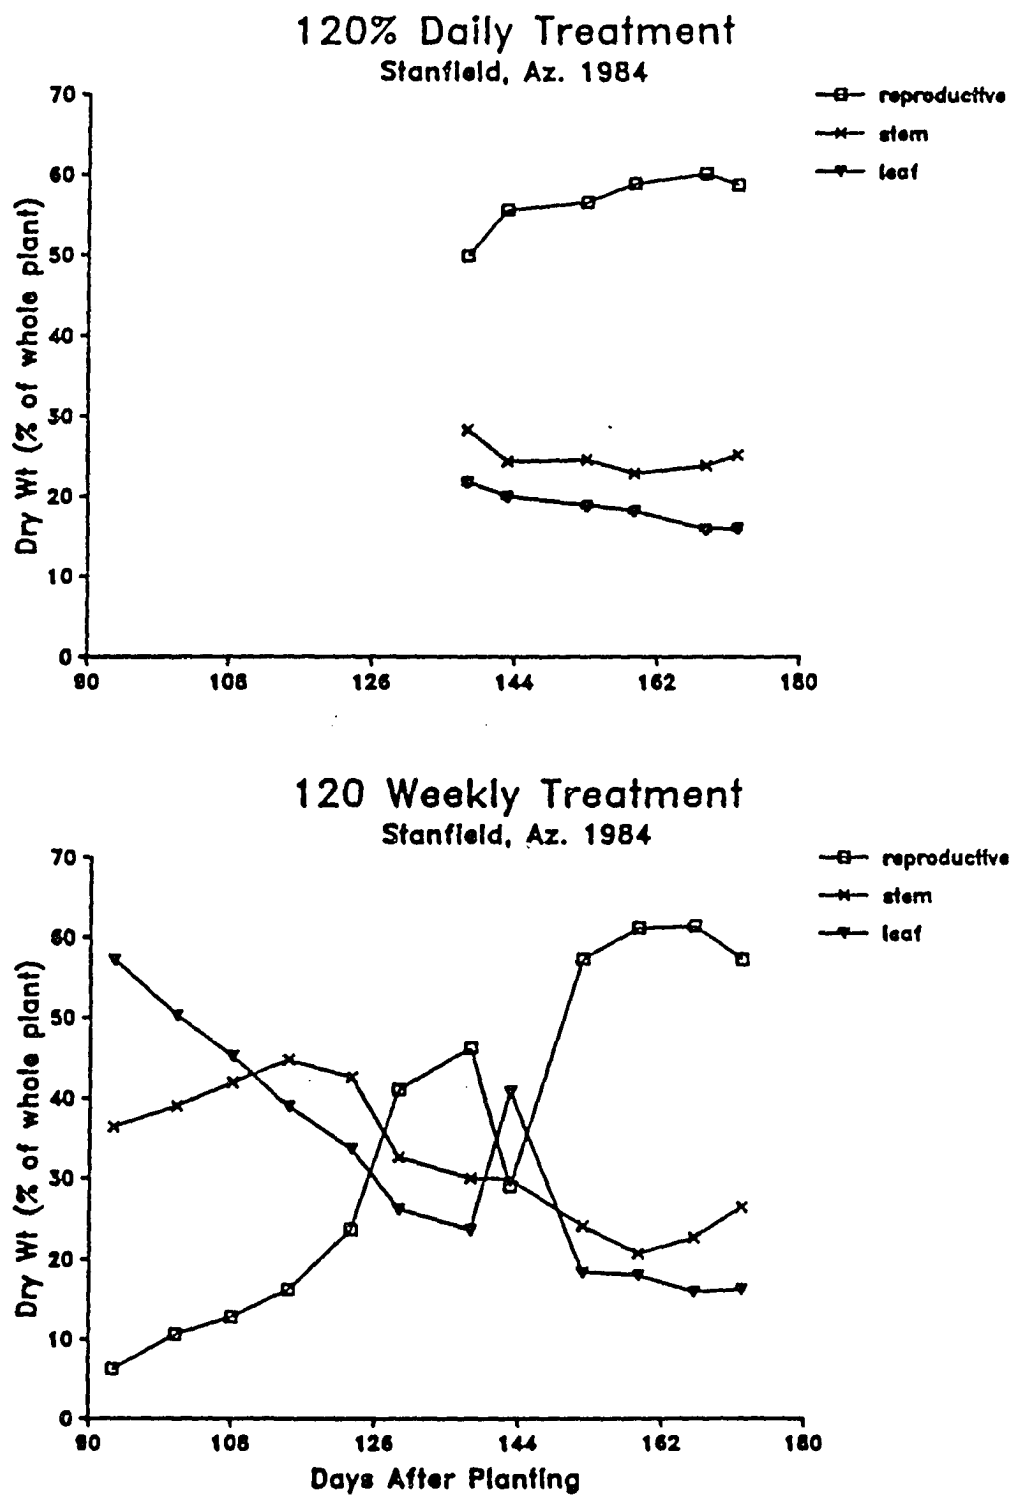 120% Daily Treatment
Stanfield, Az. 1984
reproductive
stem
leaf
Dry Wt (% of whole plant)
70
60
50
40
30
20
10
0
90 108 126 144 162 180
120 Weekly Treatment
Stanfield, Az. 1984
reproductive
stem
leaf
Dry Wt (% of whole plant)
70
60
50
40
30
20
10
0
90 108 126 144 162 180
Days After Planting